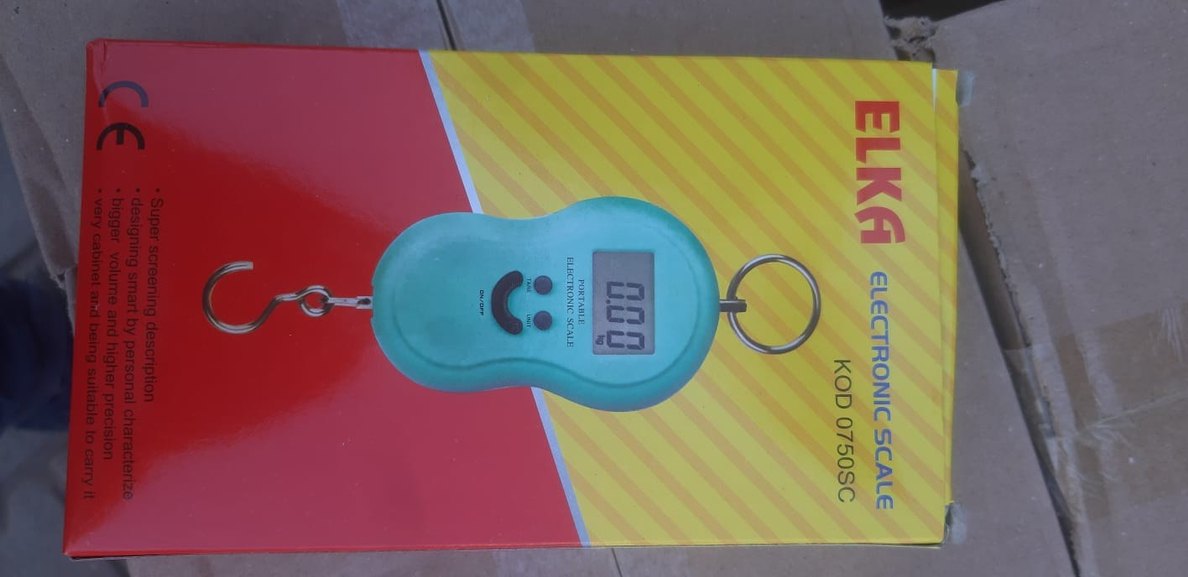 ELKA ELECTRONIC SCALE
KOD 0750SC
0.00 kg
PORTABLE
ELECTRONIC SCALE
TARE UNIT
ON/OFF
• Super screening description
• designing smart by personal characterize
• bigger volume and higher precision
• very cabinet and being suitable to carry it
CE